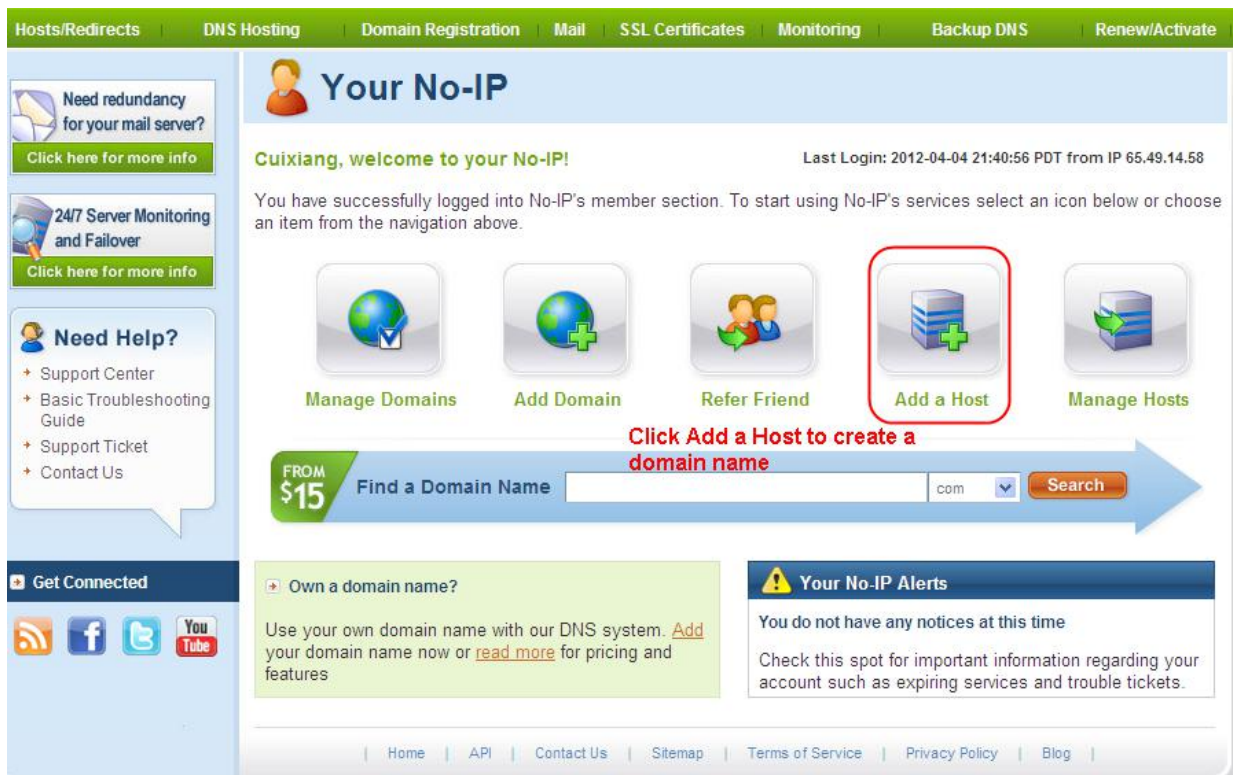 Hosts/Redirects DNS Hosting Domain Registration Mail SSL Certificates Monitoring Backup DNS Renew/Activate
Need redundancy
for your mail server?
Click here for more info
24/7 Server Monitoring
and Failover
Click here for more info
Need Help?
Support Center
Basic Troubleshooting
Guide
Support Ticket
Contact Us
Get Connected
You
Tube
Your No-IP
Cuixiang, welcome to your No-IP!
Last Login: 2012-04-04 21:40:56 PDT from IP 65.49.14.58
You have successfully logged into No-IP's member section. To start using No-IP's services select an icon below or choose
an item from the navigation above.
Manage Domains
Add Domain
Refer Friend
Add a Host
Manage Hosts
Click Add a Host to create a
domain name
FROM
$15
Find a Domain Name
com
Search
Own a domain name?
Use your own domain name with our DNS system. Add
your domain name now or read more for pricing and
features
Your No-IP Alerts
You do not have any notices at this time
Check this spot for important information regarding your
account such as expiring services and trouble tickets.
| Home | API | Contact Us | Sitemap | Terms of Service | Privacy Policy | Blog |